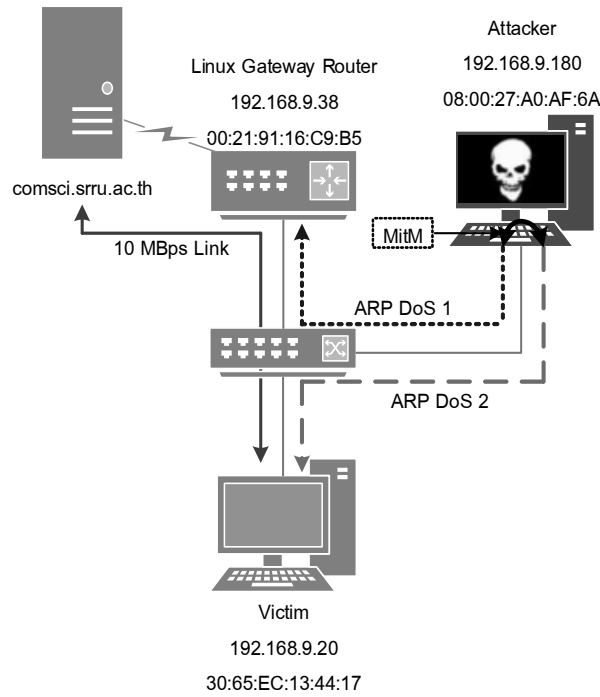 Attacker
192.168.9.180
08:00:27:A0:AF:6A
Linux Gateway Router
192.168.9.38
00:21:91:16:C9:B5
comsci.srru.ac.th
10 MBps Link
MitM
ARP DoS 1
ARP DoS 2
Victim
192.168.9.20
30:65:EC:13:44:17